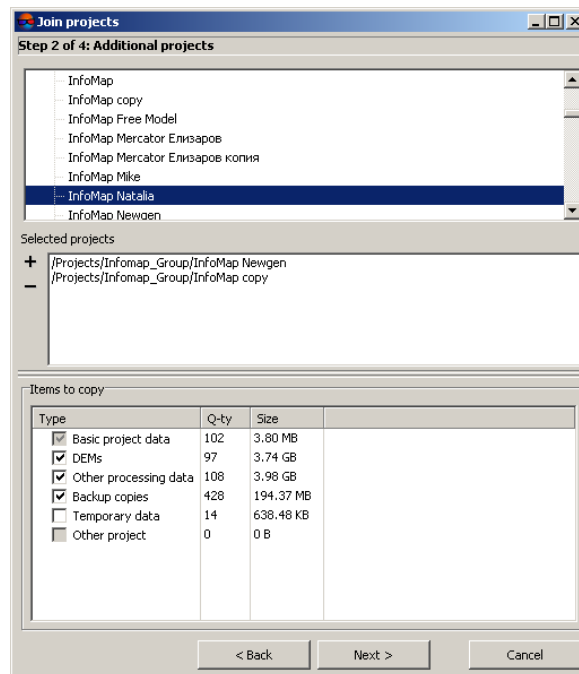 Join projects
Step 2 of 4: Additional projects
InfoMap
InfoMap copy
InfoMap Free Model
InfoMap Mercator Елизаров
InfoMap Mercator Елизаров копия
InfoMap Mike
InfoMap Natalia
InfoMap Newgen
Selected projects
+ /Projects/Infomap_Group/InfoMap Newgen
− /Projects/Infomap_Group/InfoMap copy
Items to copy
Type Q-ty Size
Basic project data 102 3.80 MB
DEMs 97 3.74 GB
Other processing data 108 3.98 GB
Backup copies 428 194.37 MB
Temporary data 14 638.48 KB
Other project 0 0 B
< Back Next > Cancel